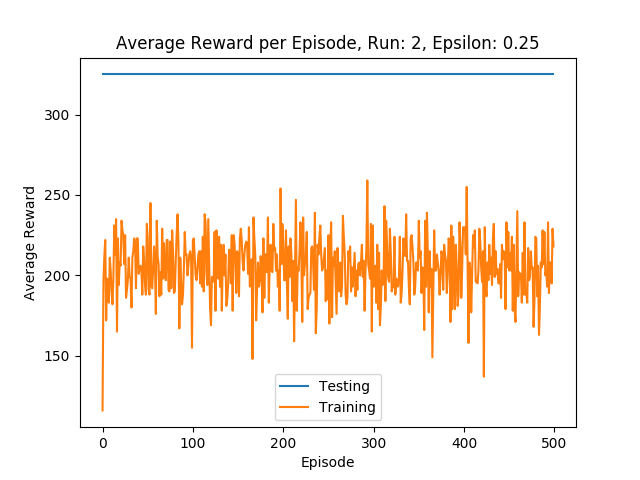 Average Reward per Episode, Run: 2, Epsilon: 0.25
Average Reward
300
250
200
150
0
100
200
300
400
500
Episode
Testing
Training